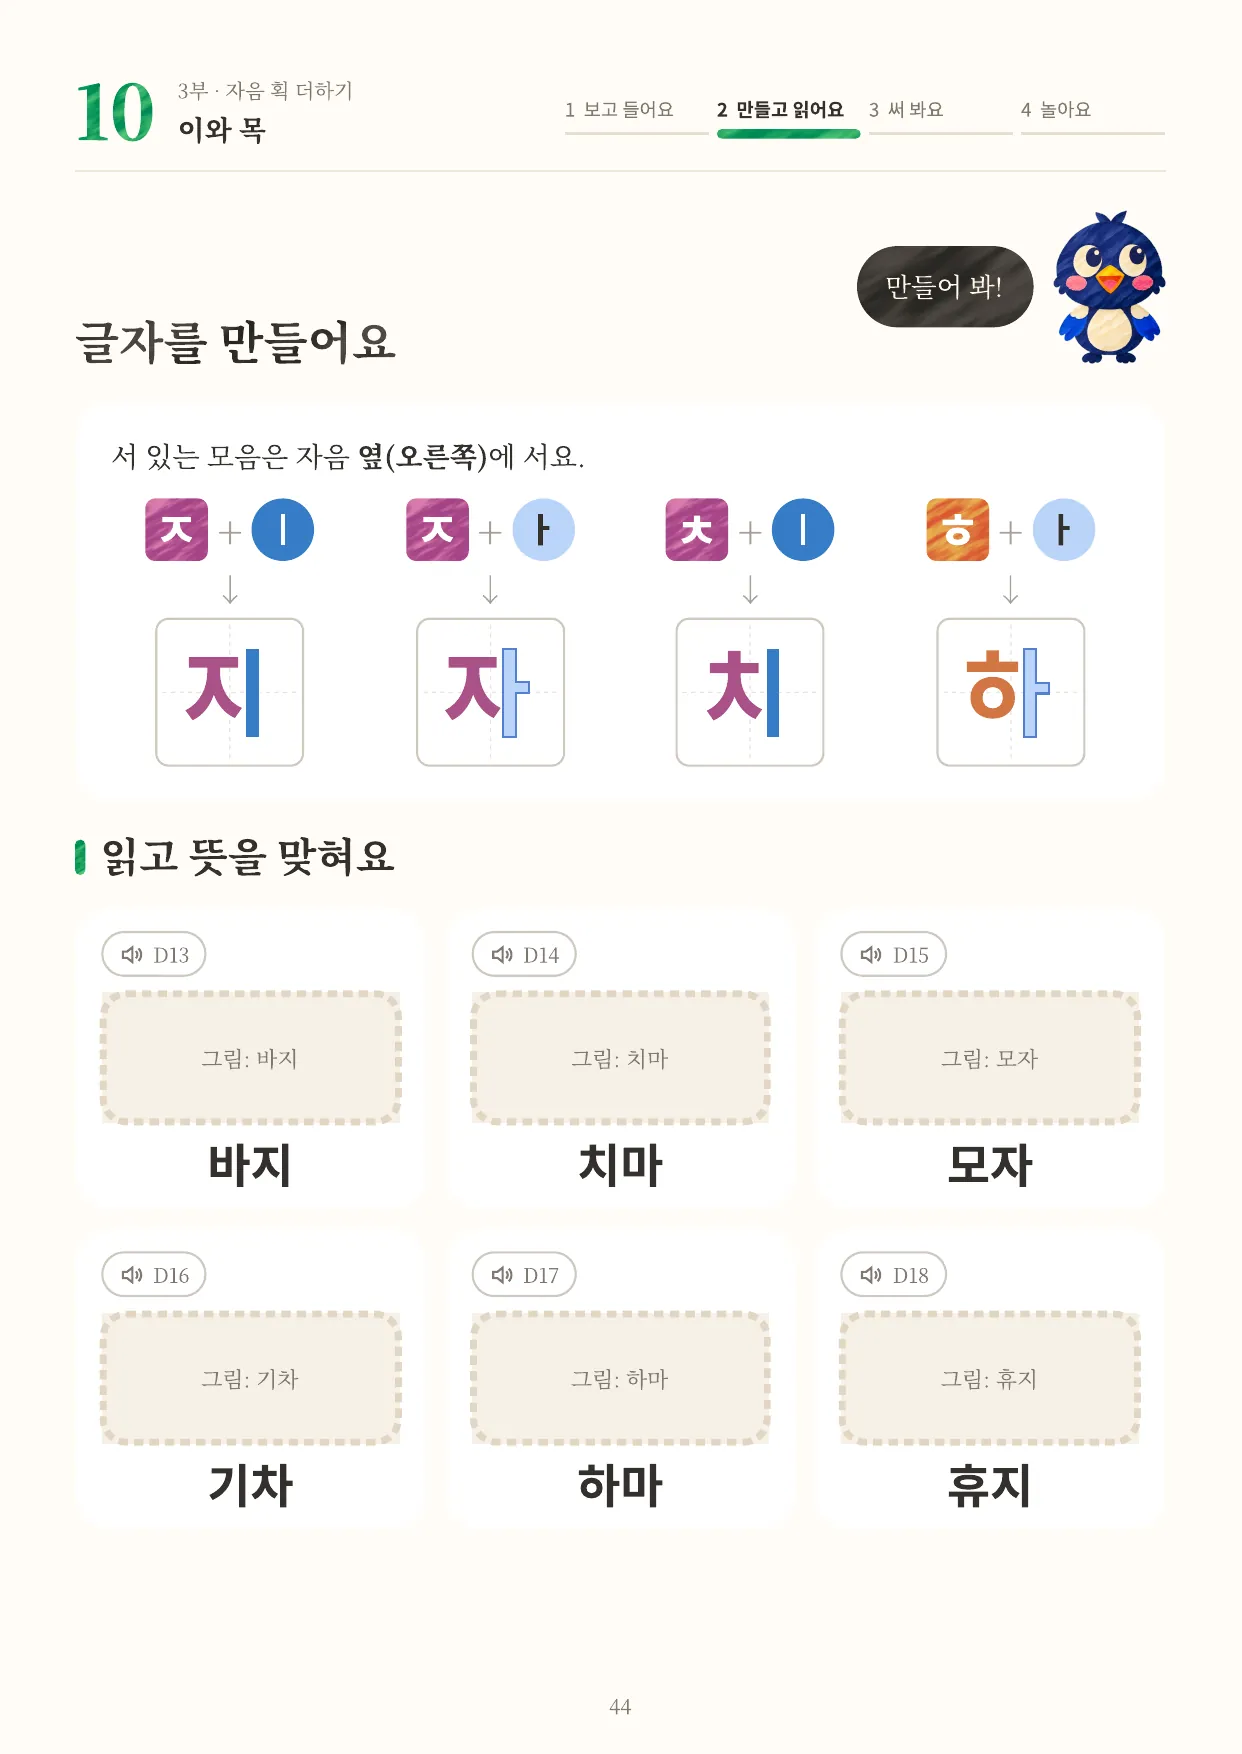 10
3부 · 자음 획 더하기
이와 목
1 보고 들어요 2 만들고 읽어요 3 써 봐요 4 놀아요
만들어 봐!
글자를 만들어요
서 있는 모음은 자음 옆(오른쪽)에 서요.
ㅈ + ㅣ ㅈ + ㅏ ㅊ + ㅣ ㅎ + ㅏ
↓ ↓ ↓ ↓
지 자 치 하
읽고 뜻을 맞혀요
D13 D14 D15
그림: 바지 그림: 치마 그림: 모자
바지 치마 모자
D16 D17 D18
그림: 기차 그림: 하마 그림: 휴지
기차 하마 휴지
44